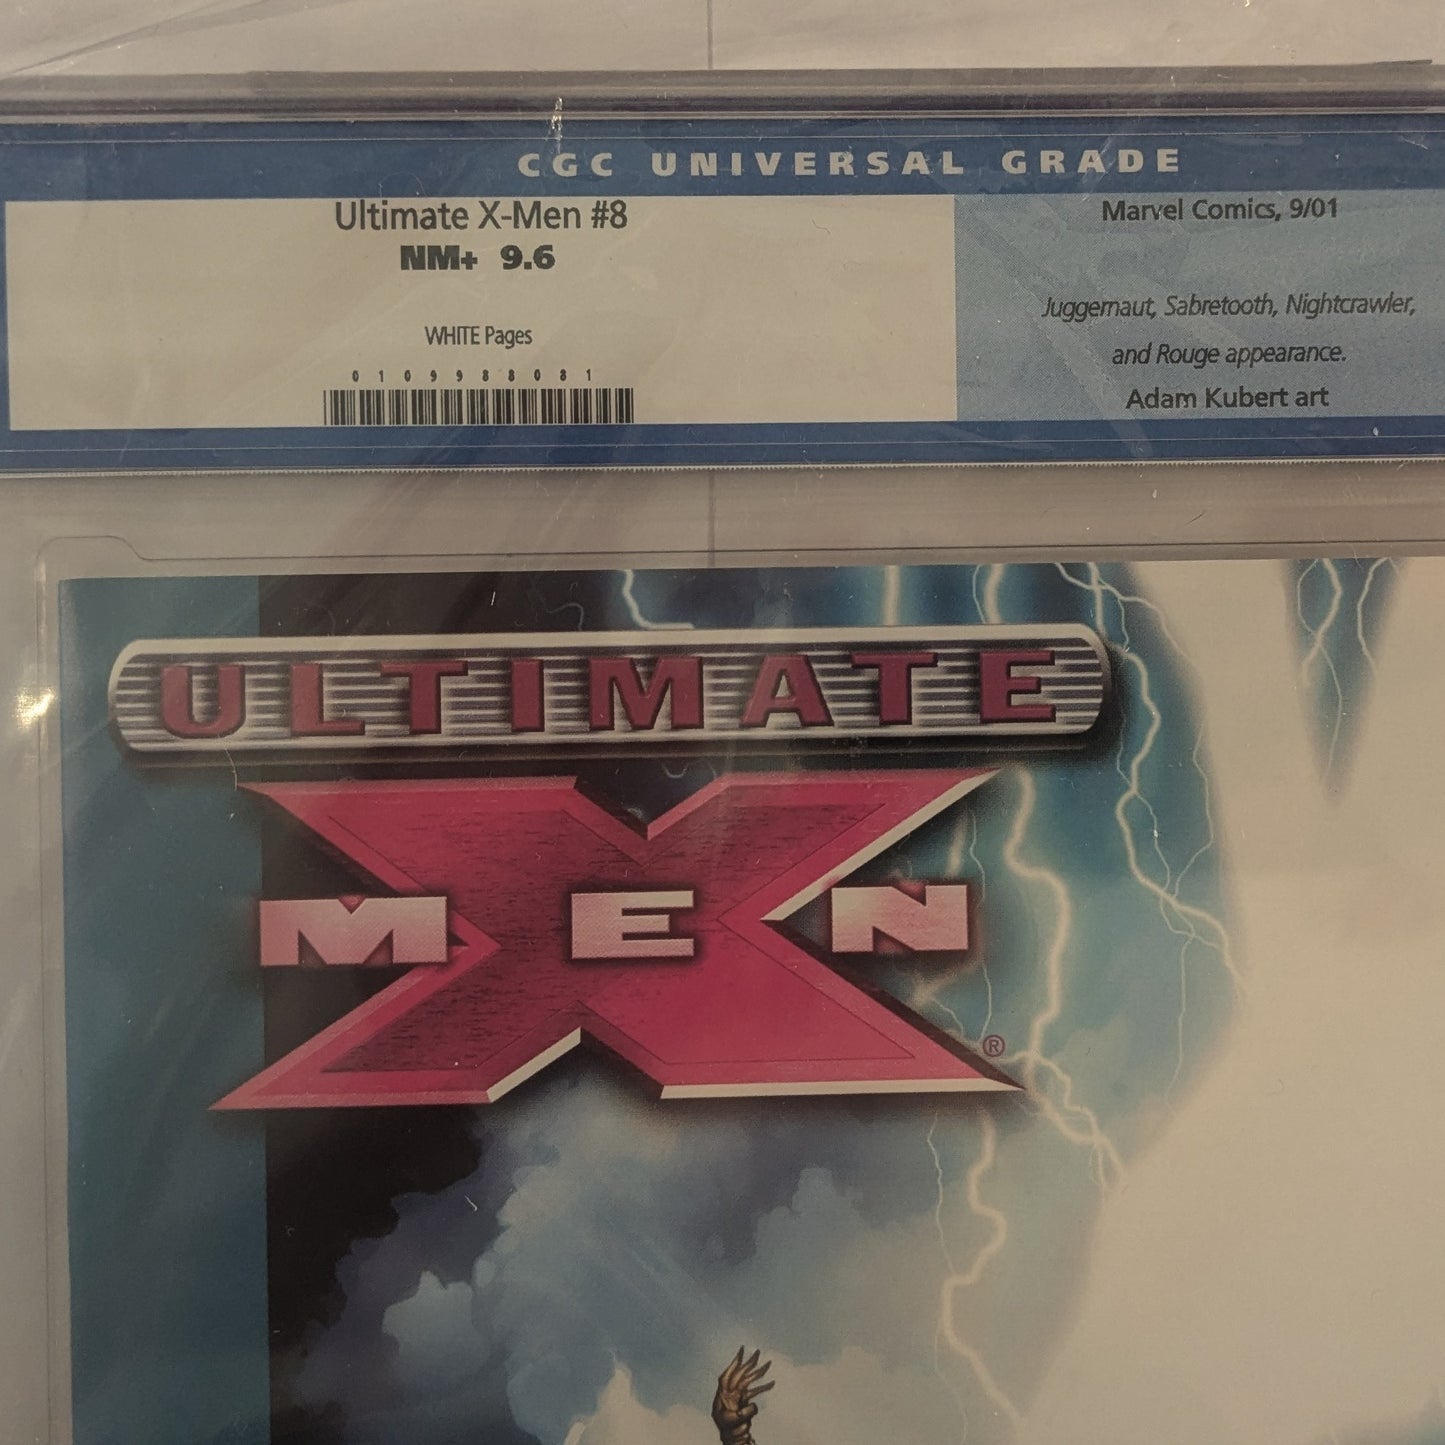 CGC UNIVERSAL GRADE
Ultimate X-Men #8
NM+ 9.6
WHITE Pages
0109988081
Marvel Comics, 9/01
Juggernaut, Sabretooth, Nightcrawler,
and Rouge appearance.
Adam Kubert art
ULTIMATE
X
MEN
®